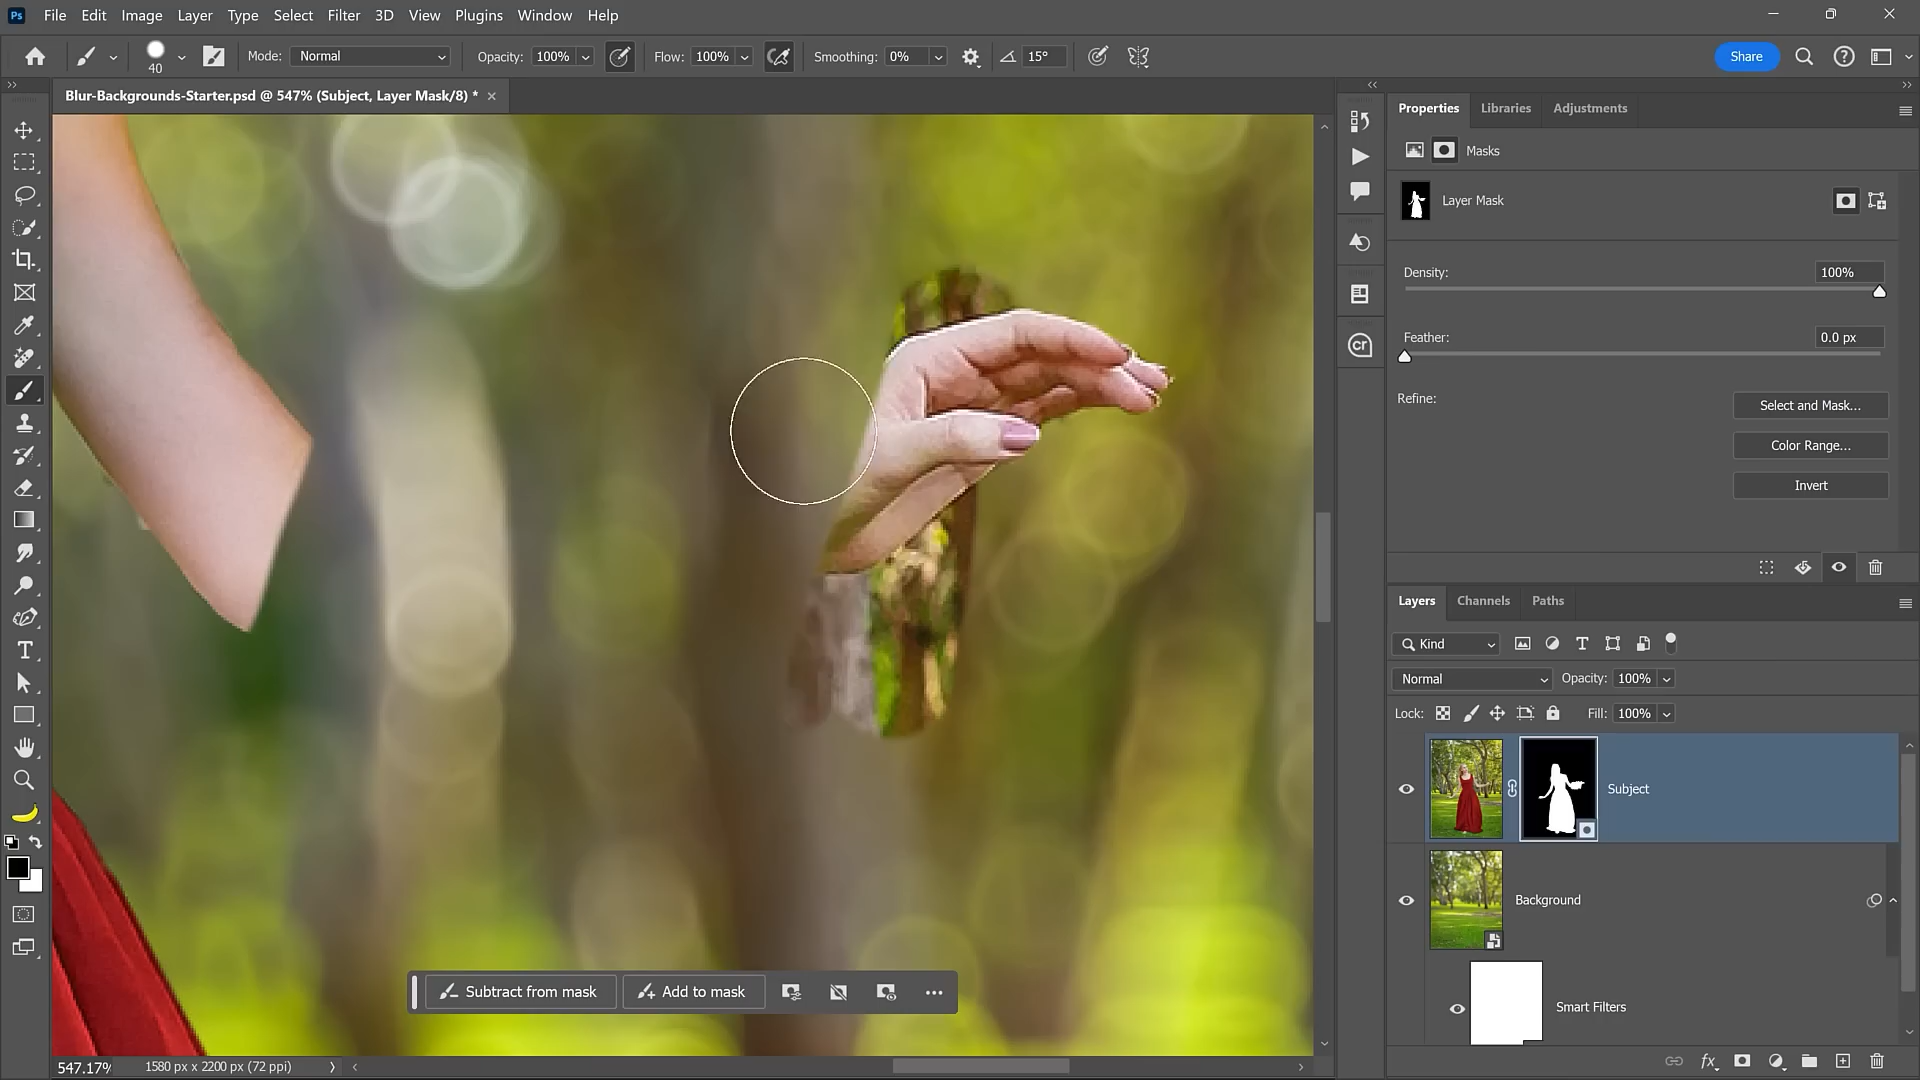 Ps File Edit Image Layer Type Select Filter 3D View Plugins Window Help
40 Mode: Normal Opacity: 100% Flow: 100% Smoothing: 0% 15° Share
Blur-Backgrounds-Starter.psd @ 547% (Subject, Layer Mask/8) *
Properties Libraries Adjustments
Masks
Layer Mask
Density: 100%
Feather: 0.0 px
Refine: Select and Mask...
Color Range...
Invert
Layers Channels Paths
Kind
Normal Opacity: 100%
Lock: Fill: 100%
Subject
Background
Smart Filters
cr
T
Subtract from mask Add to mask
547.17% 1580 px x 2200 px (72 ppi)
fx